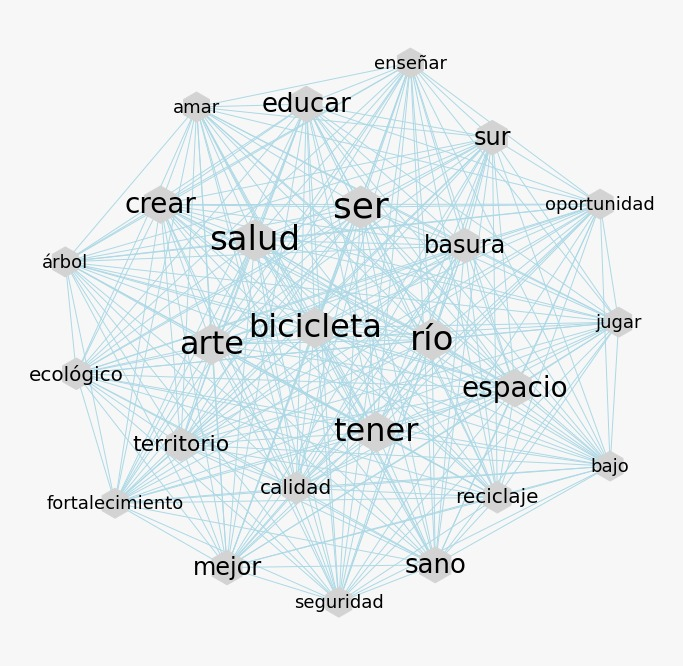 enseñar
amar
educar
sur
crear
ser
oportunidad
salud
basura
árbol
bicicleta
jugar
arte
río
ecológico
espacio
tener
territorio
bajo
calidad
reciclaje
fortalecimiento
mejor
sano
seguridad